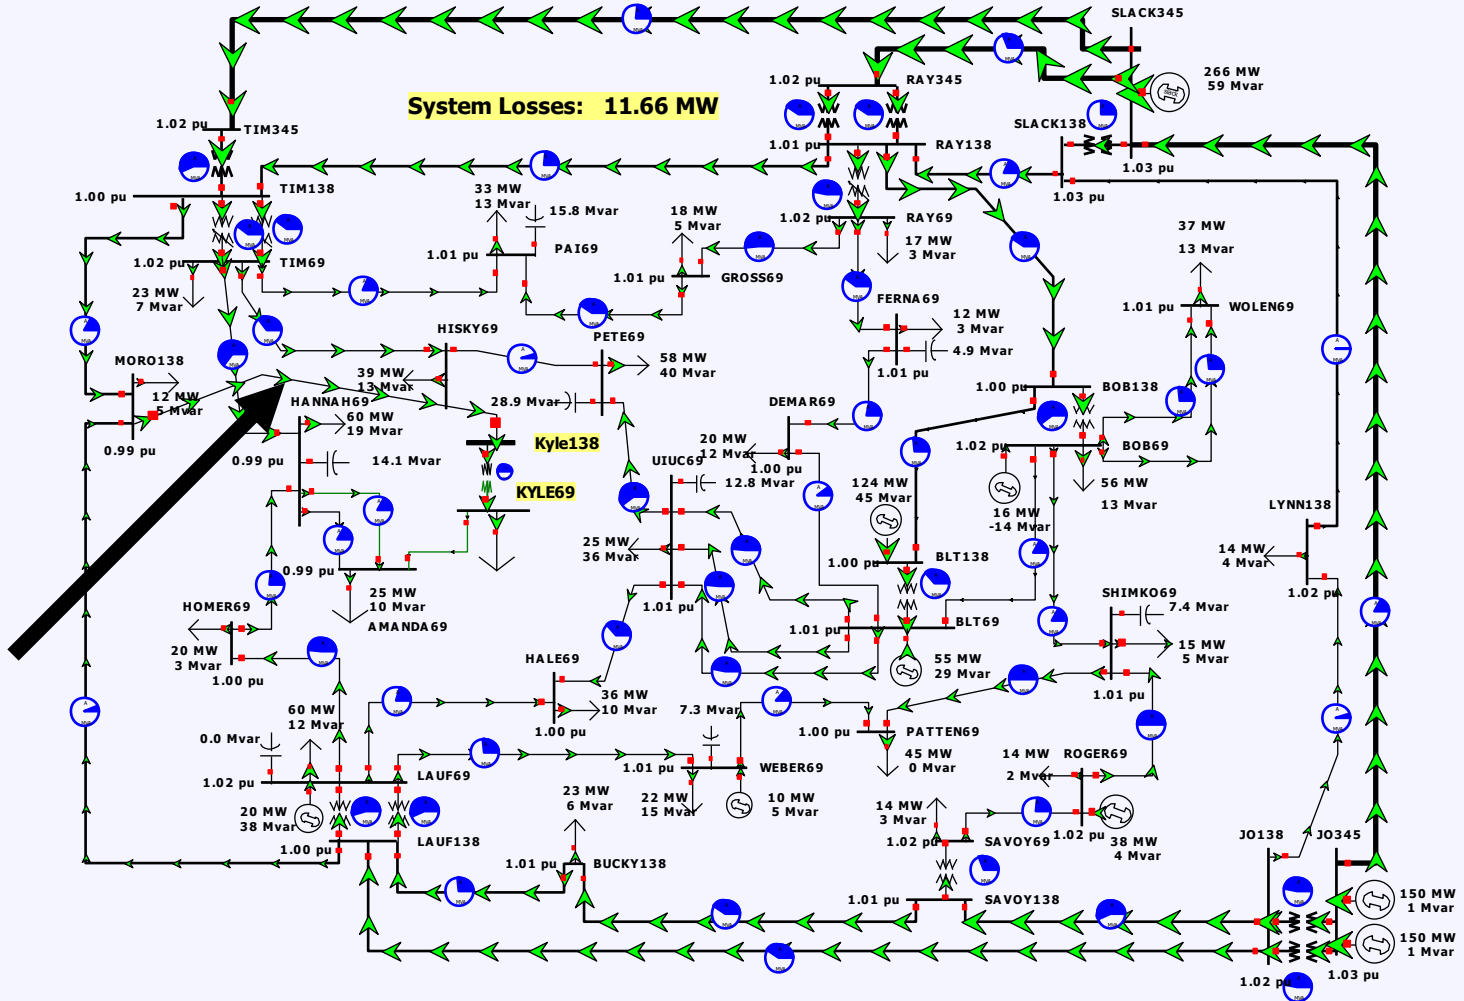 SLACK345
266 MW
59 Mvar
1.02 pu
RAY345
System Losses: 11.66 MW
SLACK138
1.02 pu
TIM345
1.01 pu
RAY138
1.03 pu
1.03 pu
TIM138
1.00 pu
33 MW
13 Mvar
15.8 Mvar
18 MW
5 Mvar
1.02 pu
RAY69
37 MW
13 Mvar
17 MW
3 Mvar
1.01 pu
PAI69
1.02 pu
TIM69
1.01 pu
GROSS69
23 MW
7 Mvar
FERNA69
12 MW
3 Mvar
1.01 pu
WOLEN69
HISKY69
PETE69
4.9 Mvar
1.01 pu
MORO138
58 MW
40 Mvar
39 MW
13 Mvar
12 MW
5 Mvar
HANNAH69
28.9 Mvar
1.00 pu
BOB138
DEMAR69
60 MW
19 Mvar
0.99 pu
Kyle138
20 MW
12 Mvar
1.02 pu
BOB69
0.99 pu
14.1 Mvar
UIUC69
1.00 pu
12.8 Mvar
124 MW
45 Mvar
56 MW
13 Mvar
KYLE69
16 MW
-14 Mvar
LYNN138
25 MW
36 Mvar
14 MW
4 Mvar
1.00 pu
BLT138
0.99 pu
1.02 pu
25 MW
10 Mvar
AMANDA69
1.01 pu
SHIMKO69
7.4 Mvar
HOMER69
1.01 pu
BLT69
20 MW
3 Mvar
1.00 pu
HALE69
55 MW
29 Mvar
15 MW
5 Mvar
1.01 pu
36 MW
10 Mvar
60 MW
12 Mvar
7.3 Mvar
1.00 pu
1.00 pu
PATTEN69
0.0 Mvar
45 MW
0 Mvar
14 MW
2 Mvar
ROGER69
1.02 pu
LAUF69
1.01 pu
WEBER69
20 MW
38 Mvar
23 MW
6 Mvar
22 MW
15 Mvar
10 MW
5 Mvar
14 MW
3 Mvar
1.02 pu
38 MW
4 Mvar
1.00 pu
LAUF138
1.02 pu
SAVOY69
JO138
JO345
1.01 pu
BUCKY138
1.01 pu
SAVOY138
150 MW
1 Mvar
150 MW
1 Mvar
1.02 pu
1.03 pu